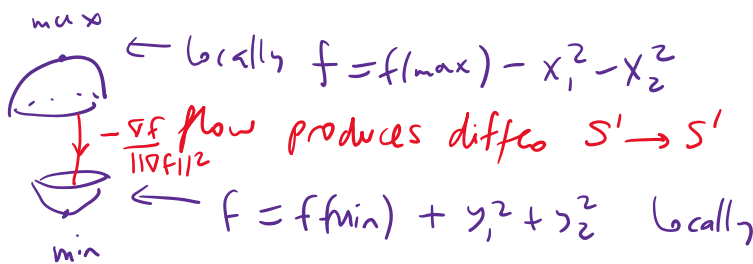 max
← locally f = f(max) − x₁² − x₂²
−∇f/||∇f||² flow produces diffeo S¹ → S¹
← f = f(min) + y₁² + y₂² locally
min